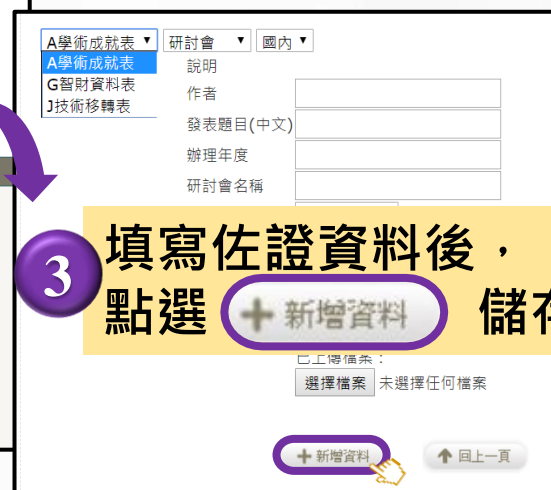 A學術成就表 研討會 國內
A學術成就表
G智財資料表
J技術移轉表
說明
作者
發表題目(中文)
辦理年度
研討會名稱
3
填寫佐證資料後，
點選 + 新增資料 儲存
已上傳檔案：
選擇檔案 未選擇任何檔案
+ 新增資料 回上一頁